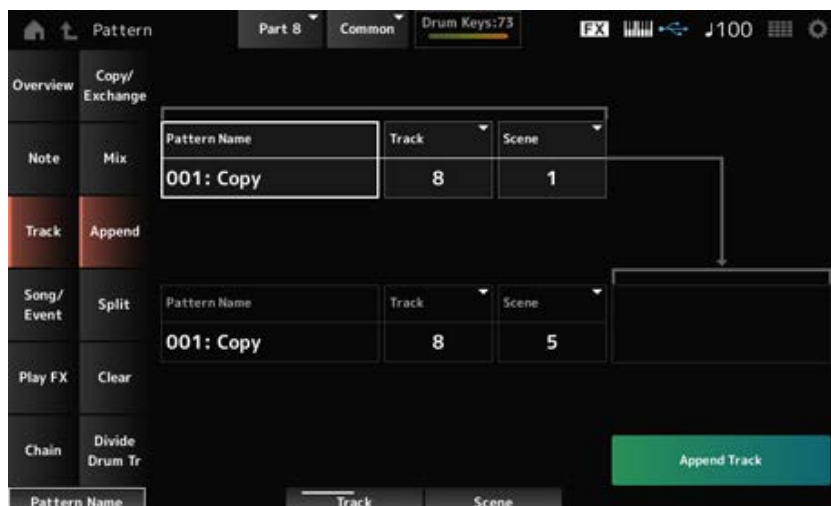 Pattern
Part 8
Common
Drum Keys:73
FX
♩100
Overview
Copy/
Exchange
Note
Mix
Track
Append
Song/
Event
Split
Play FX
Clear
Chain
Divide
Drum Tr
Pattern Name
Track
Scene
001: Copy
8
1
Pattern Name
Track
Scene
001: Copy
8
5
Append Track
Pattern Name
Track
Scene